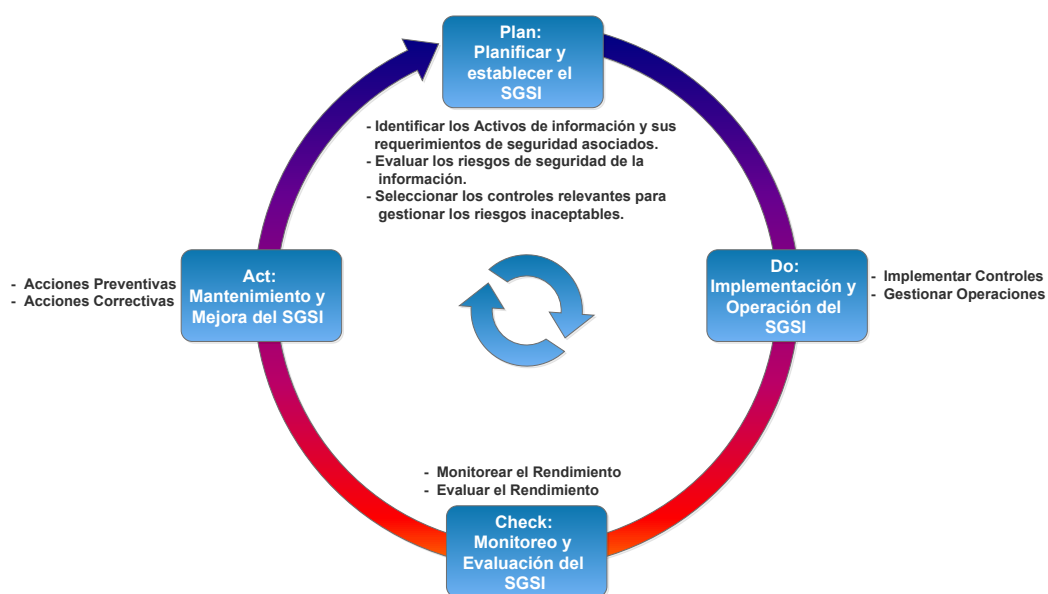 Plan:
Planificar y
establecer el
SGSI
- Identificar los Activos de información y sus
requerimientos de seguridad asociados.
- Evaluar los riesgos de seguridad de la
información.
- Seleccionar los controles relevantes para
gestionar los riesgos inaceptables.
Do:
Implementación y
Operación del
SGSI
- Implementar Controles
- Gestionar Operaciones
- Monitorear el Rendimiento
- Evaluar el Rendimiento
Check:
Monitoreo y
Evaluación del
SGSI
Act:
Mantenimiento y
Mejora del SGSI
- Acciones Preventivas
- Acciones Correctivas